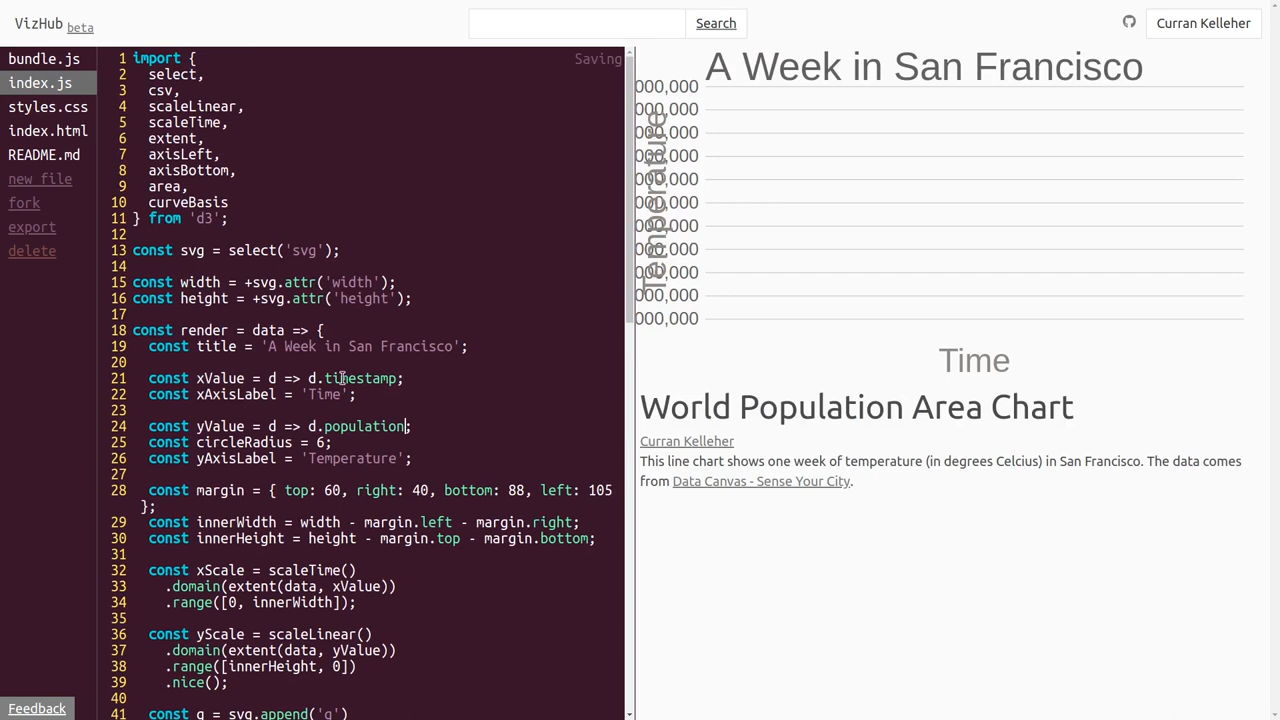 VizHub beta
Search
Curran Kelleher
bundle.js
index.js
styles.css
index.html
README.md
new file
fork
export
delete
Feedback
Saving
1 import {
2 select,
3 csv,
4 scaleLinear,
5 scaleTime,
6 extent,
7 axisLeft,
8 axisBottom,
9 area,
10 curveBasis
11 } from 'd3';
12
13 const svg = select('svg');
14
15 const width = +svg.attr('width');
16 const height = +svg.attr('height');
17
18 const render = data => {
19 const title = 'A Week in San Francisco';
20
21 const xValue = d => d.timestamp;
22 const xAxisLabel = 'Time';
23
24 const yValue = d => d.population;
25 const circleRadius = 6;
26 const yAxisLabel = 'Temperature';
27
28 const margin = { top: 60, right: 40, bottom: 88, left: 105
};
29 const innerWidth = width - margin.left - margin.right;
30 const innerHeight = height - margin.top - margin.bottom;
31
32 const xScale = scaleTime()
33 .domain(extent(data, xValue))
34 .range([0, innerWidth]);
35
36 const yScale = scaleLinear()
37 .domain(extent(data, yValue))
38 .range([innerHeight, 0])
39 .nice();
40
41 const g = svg.append('g')
A Week in San Francisco
000,000
000,000
000,000
000,000
000,000
000,000
000,000
000,000
000,000
000,000
000,000
Temperature
Time
World Population Area Chart
Curran Kelleher
This line chart shows one week of temperature (in degrees Celcius) in San Francisco. The data comes
from Data Canvas - Sense Your City.